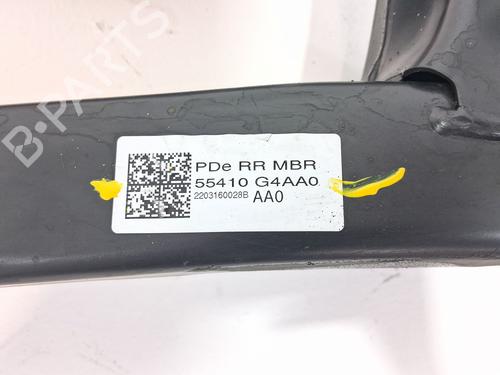 B-PARTS
PDe RR MBR
55410 G4AA0
2203160028B AA0